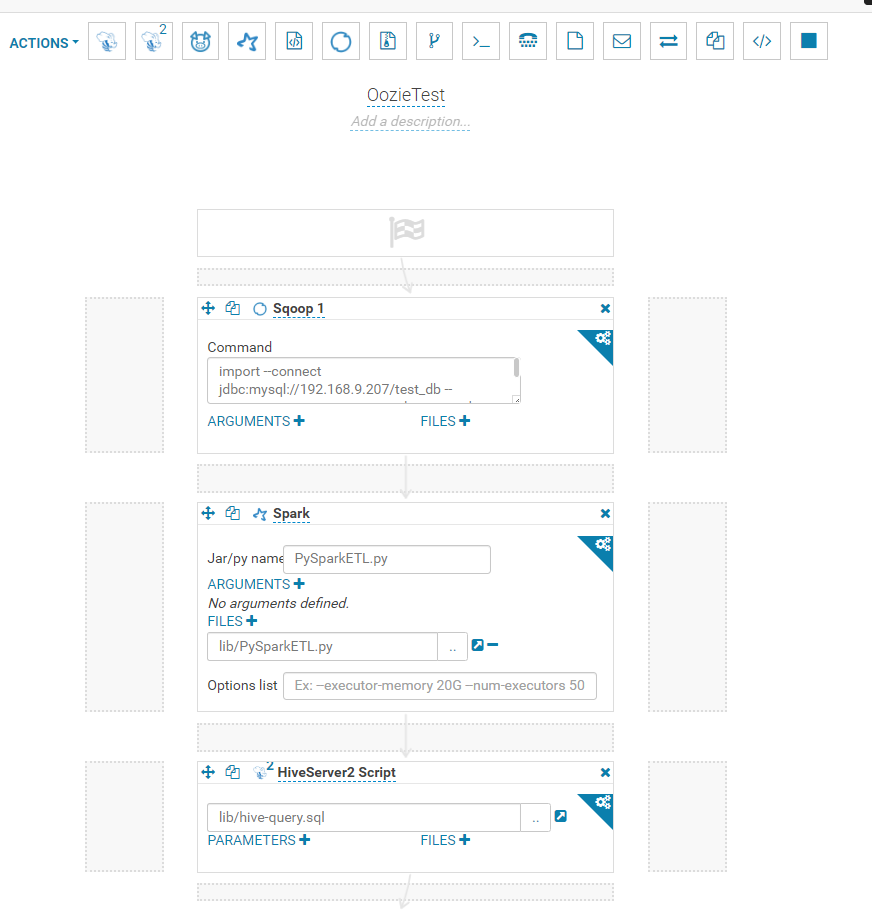 ACTIONS
2
>_
</>
OozieTest
Add a description...
Sqoop 1
Command
import --connect
jdbc:mysql://192.168.9.207/test_db --
ARGUMENTS
FILES
Spark
Jar/py name
PySparkETL.py
ARGUMENTS
No arguments defined.
FILES
lib/PySparkETL.py
..
Options list
Ex: --executor-memory 20G --num-executors 50
2
HiveServer2 Script
lib/hive-query.sql
..
PARAMETERS
FILES